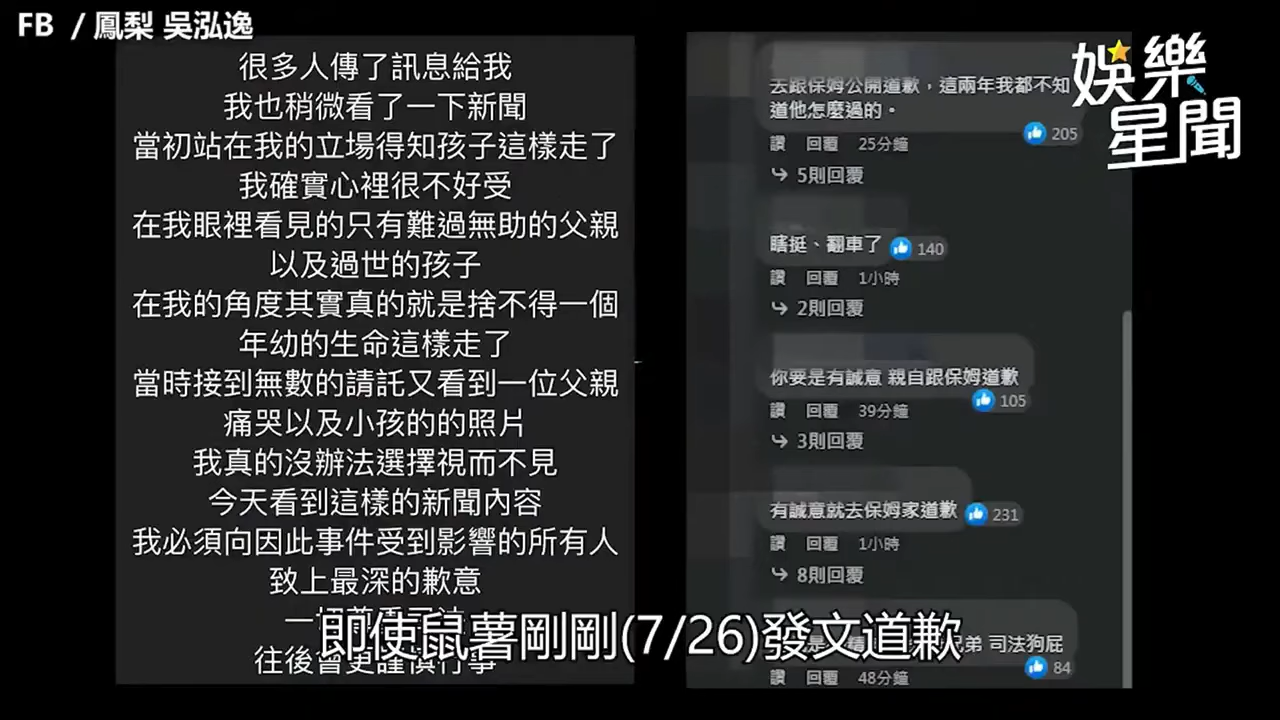 FB / 鳳梨 吳泓逸
娛樂
星聞
很多人傳了訊息給我
我也稍微看了一下新聞
當初站在我的立場得知孩子這樣走了
我確實心裡很不好受
在我眼裡看見的只有難過無助的父親
以及過世的孩子
在我的角度其實真的就是捨不得一個
年幼的生命這樣走了
當時接到無數的請託又看到一位父親
痛哭以及小孩的的照片
我真的沒辦法選擇視而不見
今天看到這樣的新聞內容
我必須向因此事件受到影響的所有人
致上最深的歉意
往後會更謹慎行事
去跟保姆公開道歉，這兩年我都不知
道他怎麼過的。
205
讚 回覆 25分鐘
5則回覆
瞎挺、翻車了 140
讚 回覆 1小時
2則回覆
你要是有誠意 親自跟保姆道歉
105
讚 回覆 39分鐘
3則回覆
有誠意就去保姆家道歉 231
讚 回覆 1小時
8則回覆
兄弟 司法狗屁
84
讚 回覆 48分鐘
即使鼠薯剛剛(7/26)發文道歉